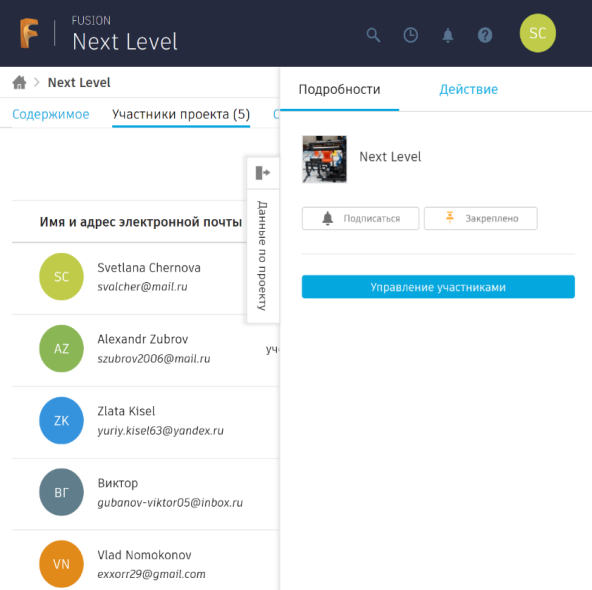 FUSION
Next Level
SC
Next Level
Содержимое
Участники проекта (5)
С
Подробности
Действие
Next Level
Подписаться
Закреплено
Управление участниками
Данные по проекту
Имя и адрес электронной почты
SC
Svetlana Chernova
svalcher@mail.ru
AZ
Alexandr Zubrov
szubrov2006@mail.ru
уч
ZK
Zlata Kisel
yuriy.kisel63@yandex.ru
ВГ
Виктор
gubanov-viktor05@inbox.ru
VN
Vlad Nomokonov
exxorr29@gmail.com